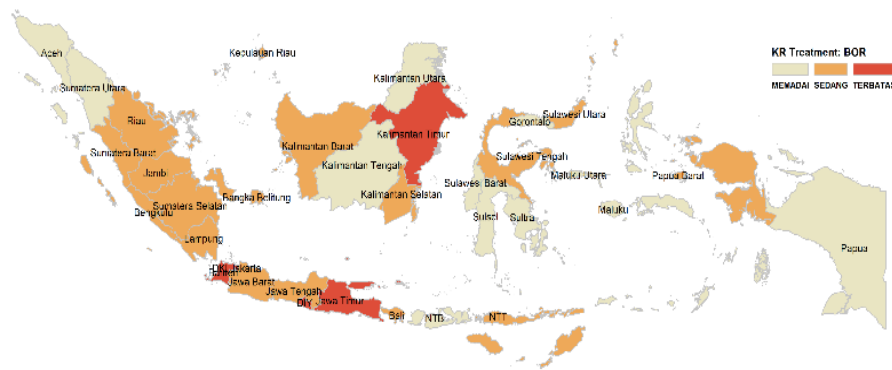 KR Treatment: BOR
MEMADAI SEDANG TERBATAS
Aceh
Sumatera Utara
Riau
Kepulauan Riau
Sumatera Barat
Jambi
Sumatera Selatan
Bengkulu
Bangka Belitung
Lampung
DKI Jakarta
Banten
Jawa Barat
Jawa Tengah
DIY
Jawa Timur
Bali
NTB
NTT
Kalimantan Utara
Kalimantan Timur
Kalimantan Barat
Kalimantan Tengah
Kalimantan Selatan
Gorontalo
Sulawesi Utara
Sulawesi Tengah
Sulawesi Barat
Sulsel
Sultra
Maluku Utara
Maluku
Papua Barat
Papua